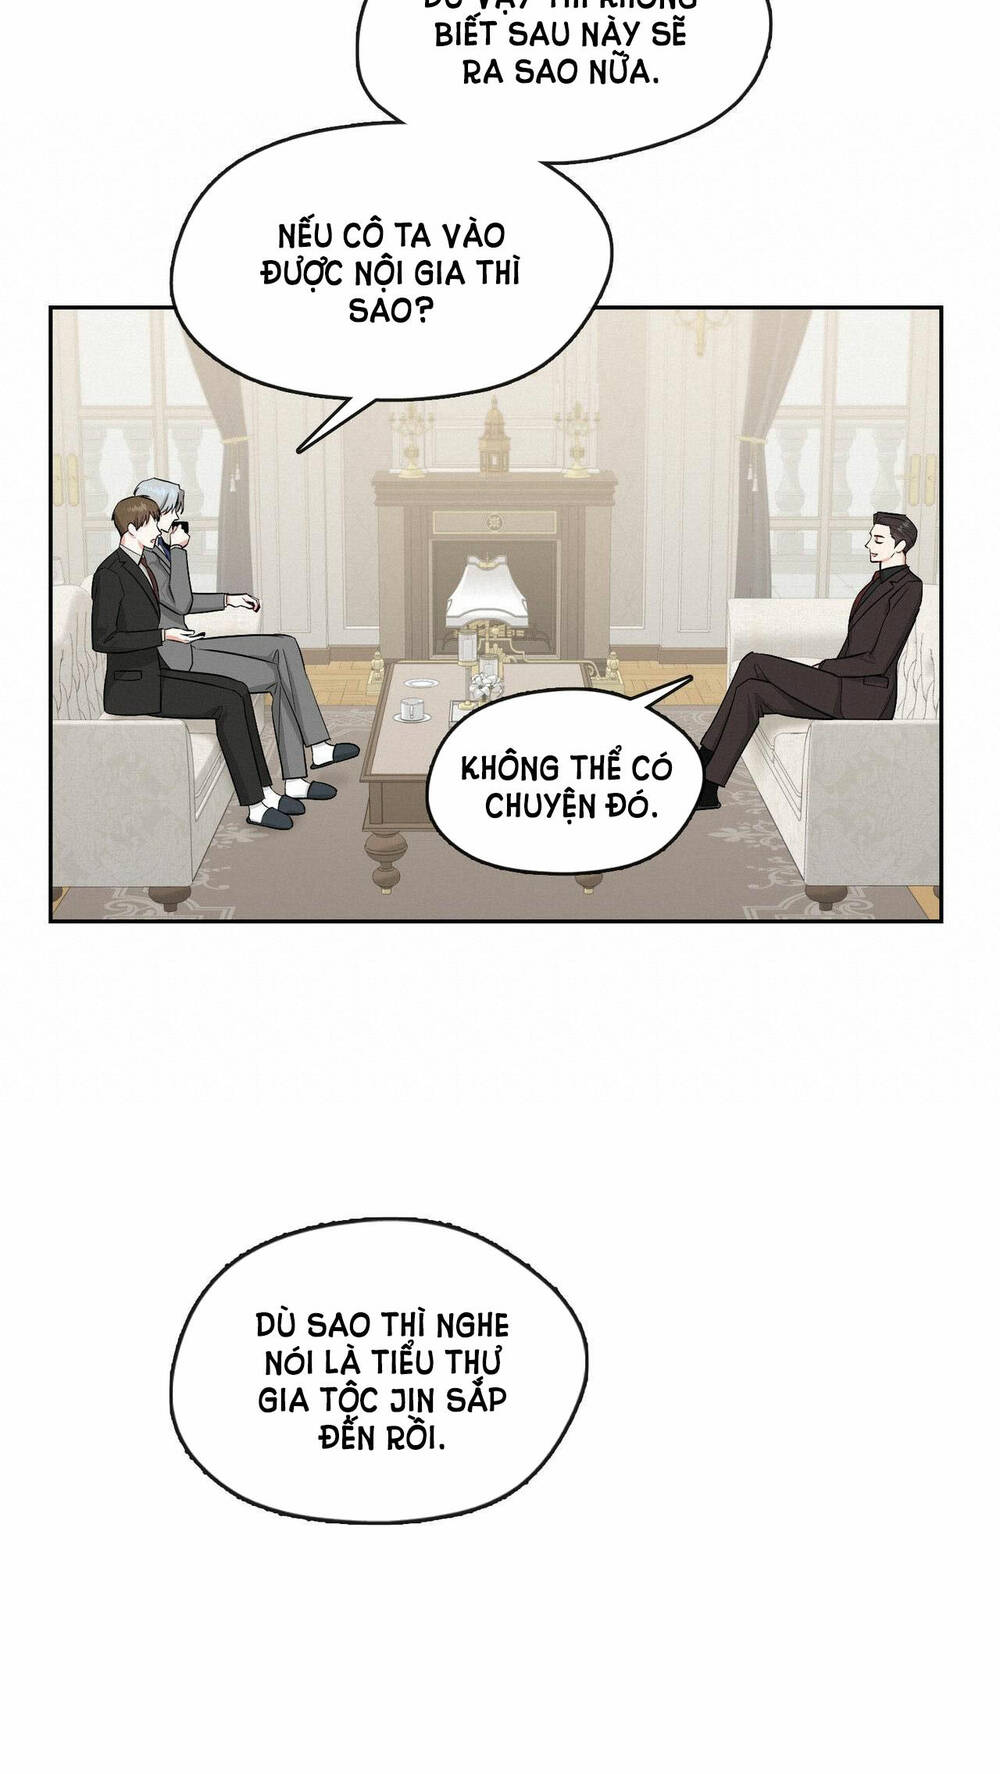 BIẾT SAU NÀY SẼ
RA SAO NỮA.
NẾU CÔ TA VÀO
ĐƯỢC NỘI GIA THÌ
SAO?
KHÔNG THỂ CÓ
CHUYỆN ĐÓ.
DÙ SAO THÌ NGHE
NÓI LÀ TIỂU THƯ
GIA TỘC JIN SẮP
ĐẾN RỒI.